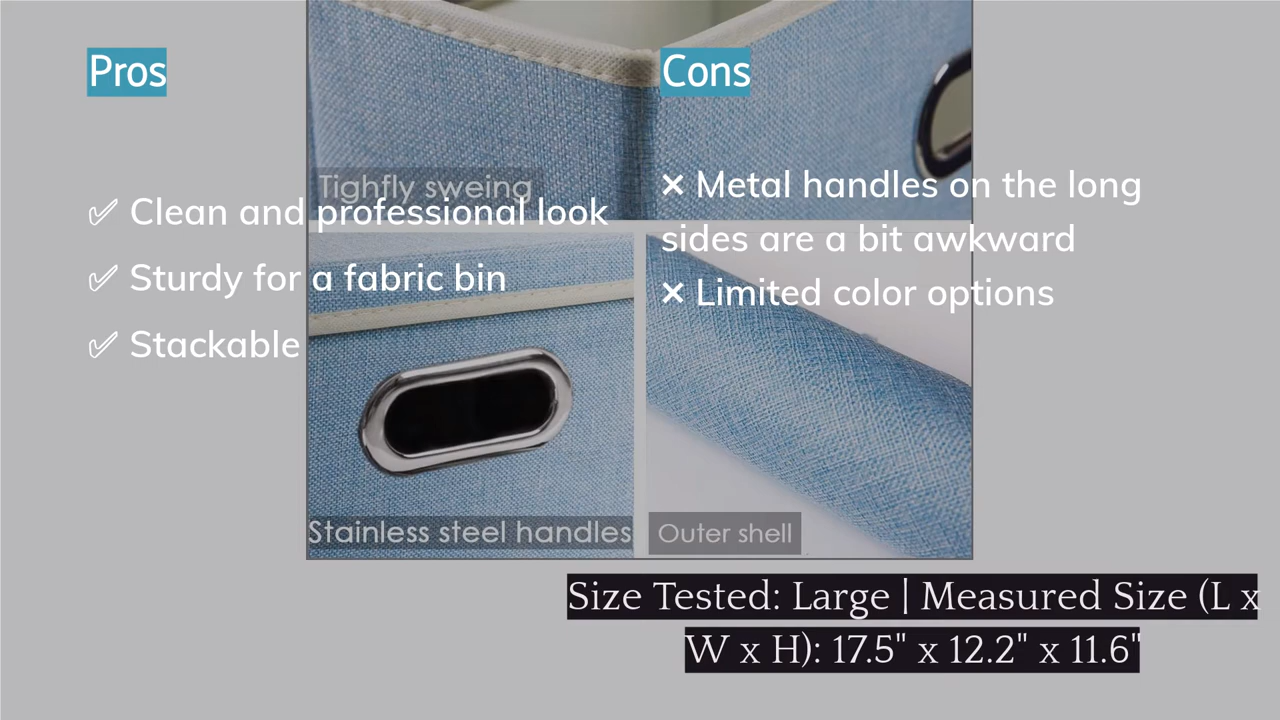 Pros
✅ Clean and professional look
✅ Sturdy for a fabric bin
✅ Stackable
Cons
❌ Metal handles on the long
sides are a bit awkward
❌ Limited color options
Tighfly sweing
Stainless steel handles
Outer shell
Size Tested: Large | Measured Size (L x
W x H): 17.5" x 12.2" x 11.6"